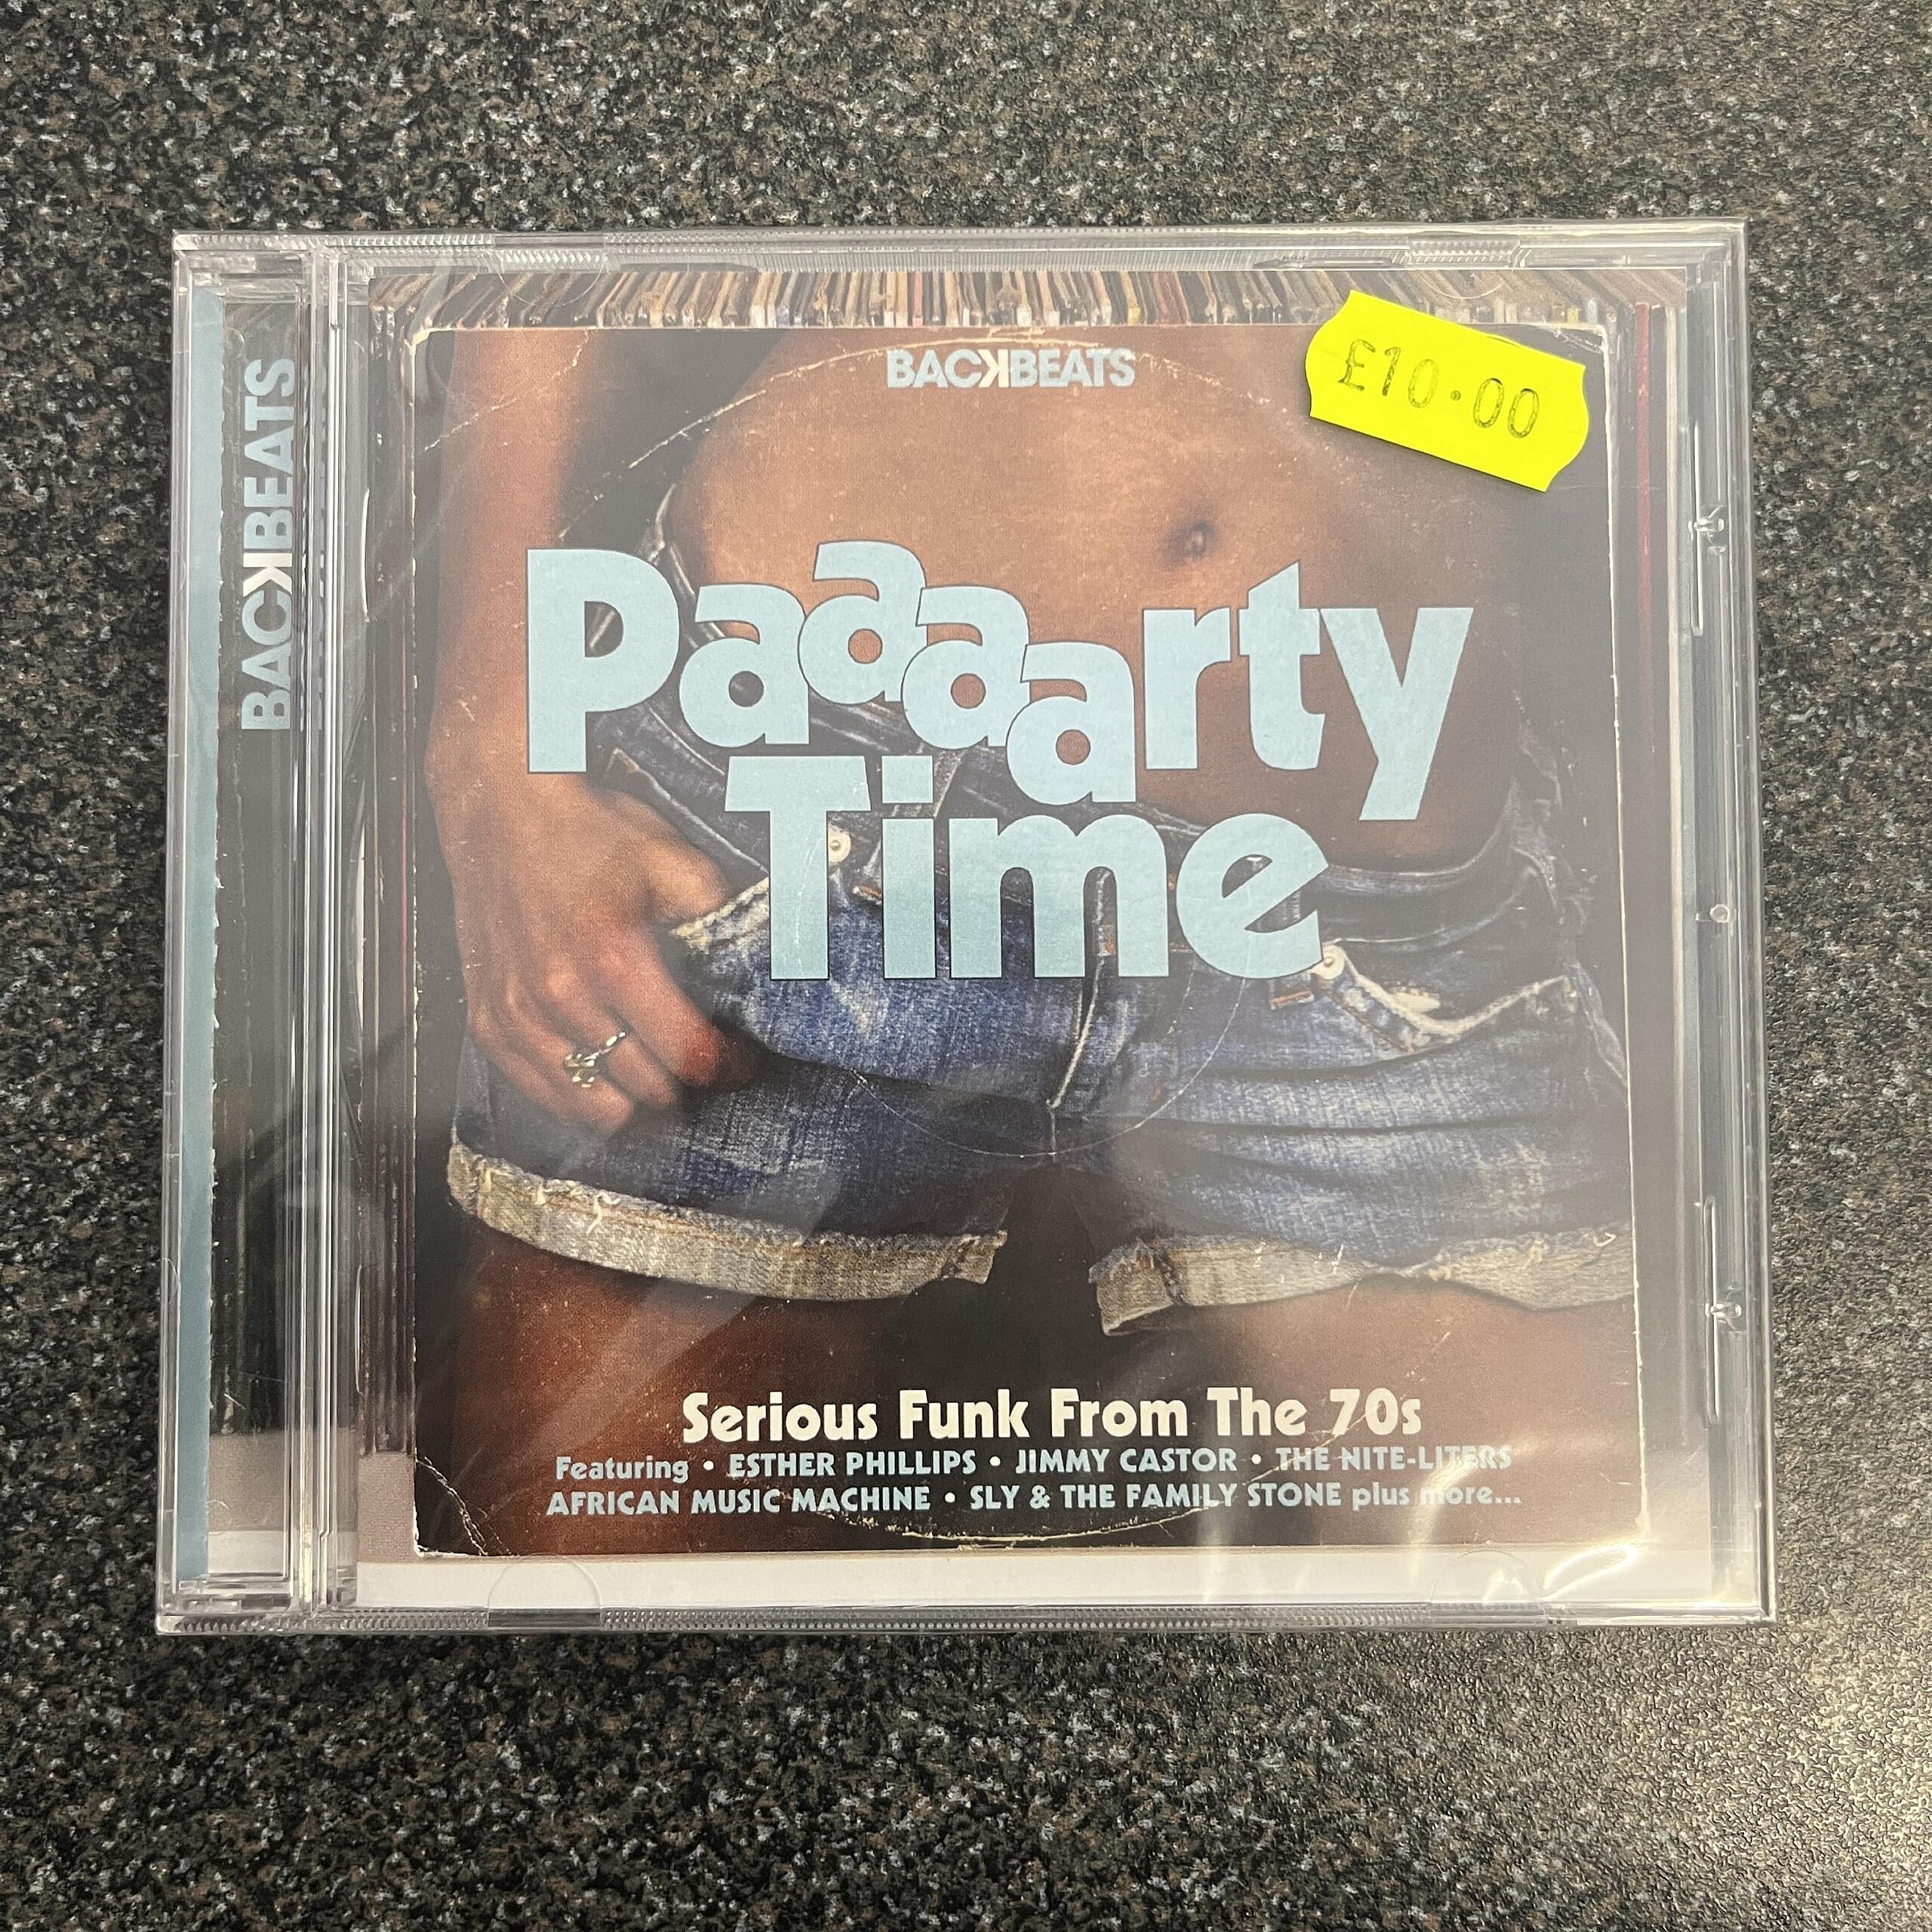 BACKBEATS
BACKBEATS
£10.00
Paaaarty
Time
Serious Funk From The 70s
Featuring • ESTHER PHILLIPS • JIMMY CASTOR • THE NITE-LITERS
AFRICAN MUSIC MACHINE • SLY & THE FAMILY STONE plus more...